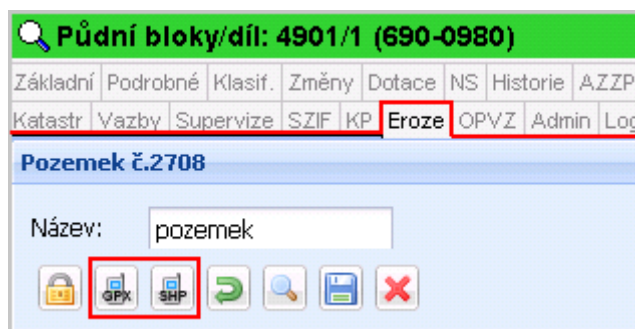 Půdní bloky/díl: 4901/1 (690-0980)
Základní Podrobné Klasif. Změny Dotace NS Historie AZZP
Katastr Vazby Supervize SZIF KP Eroze OPVZ Admin Log
Pozemek č.2708
Název: pozemek
GPX SHP